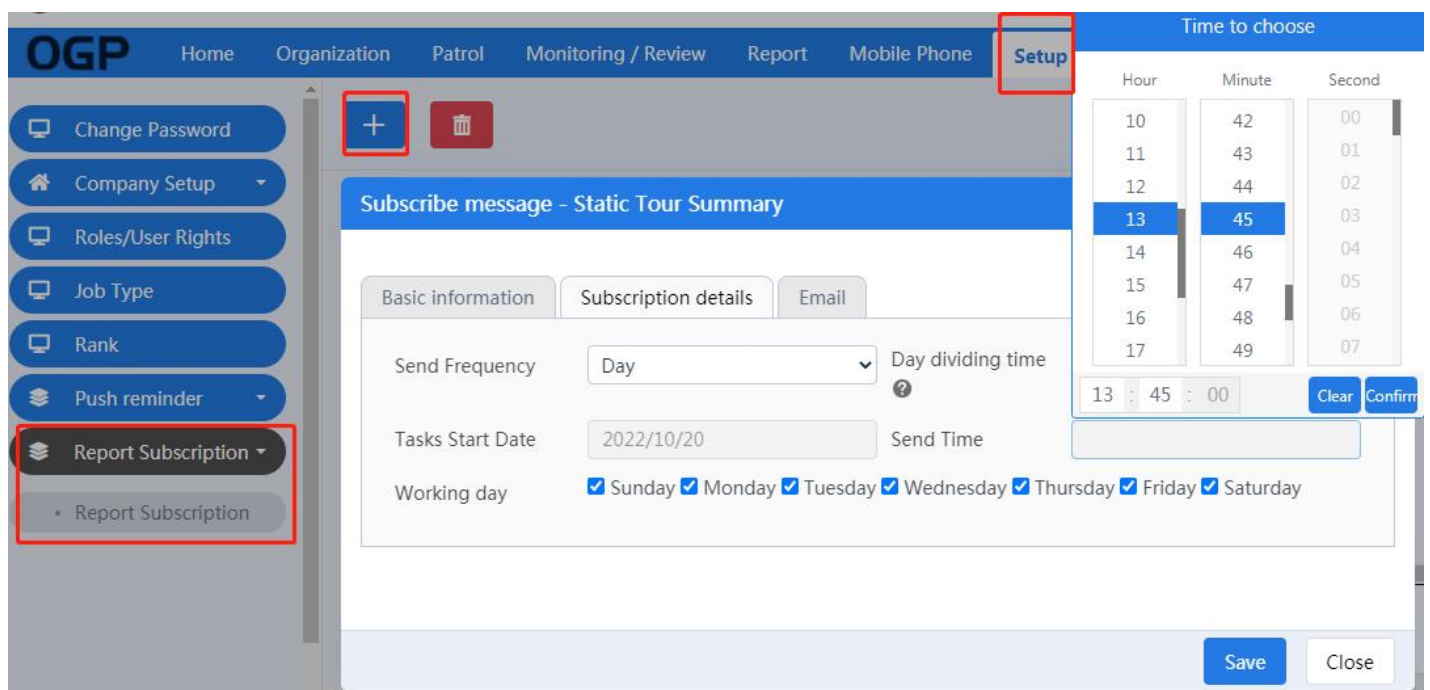 OGP Home Organization Patrol Monitoring / Review Report Mobile Phone Setup
Change Password
Company Setup
Roles/User Rights
Job Type
Rank
Push reminder
Report Subscription
• Report Subscription
+
Subscribe message - Static Tour Summary
Basic information Subscription details Email
Send Frequency Day Day dividing time
Tasks Start Date 2022/10/20 Send Time
Working day Sunday Monday Tuesday Wednesday Thursday Friday Saturday
Save Close
Time to choose
Hour Minute Second
10 42 00
11 43 01
12 44 02
13 45 03
14 46 04
15 47 05
16 48 06
17 49 07
13 : 45 : 00 Clear Confirm